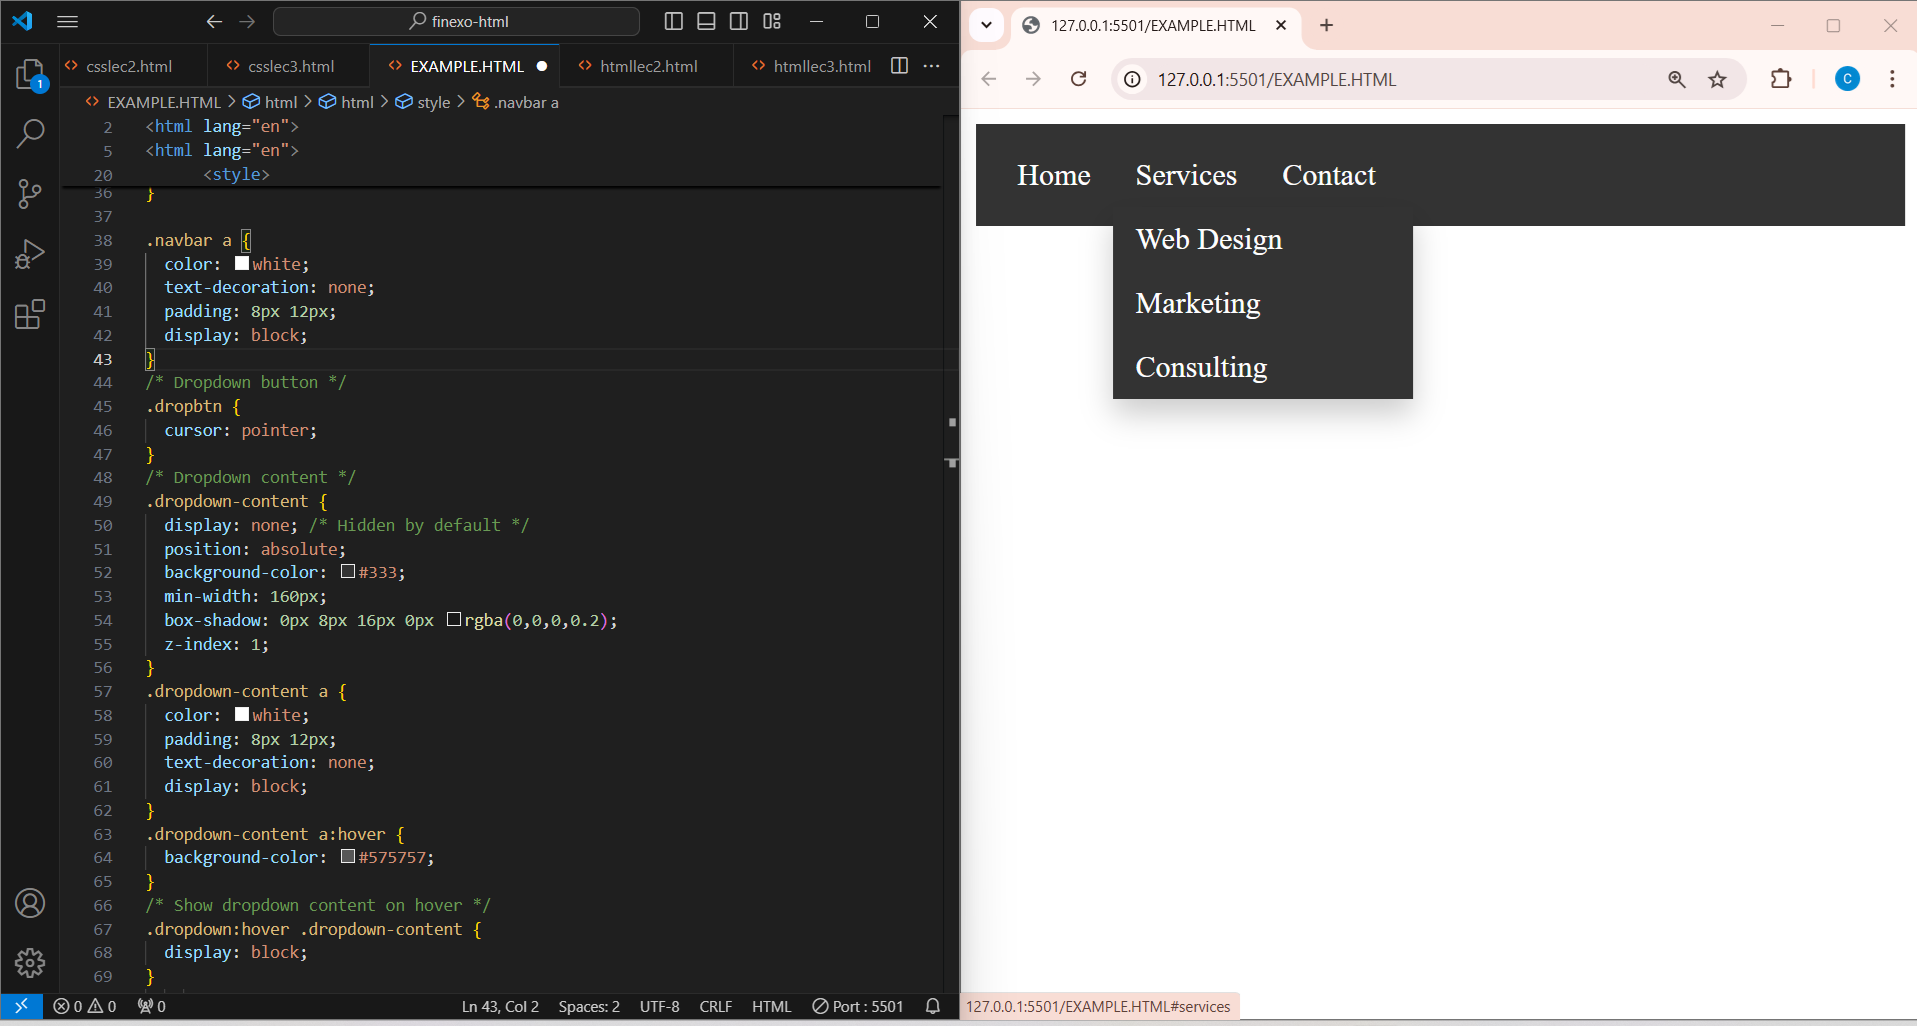 finexo-html
csslec2.html
csslec3.html
EXAMPLE.HTML
htmllec2.html
htmllec3.html
1
EXAMPLE.HTML > html > html > style > .navbar a
2 <html lang="en">
5 <html lang="en">
20 <style>
36 }
37
38 .navbar a {
39 color: white;
40 text-decoration: none;
41 padding: 8px 12px;
42 display: block;
43 }
44 /* Dropdown button */
45 .dropbtn {
46 cursor: pointer;
47 }
48 /* Dropdown content */
49 .dropdown-content {
50 display: none; /* Hidden by default */
51 position: absolute;
52 background-color: #333;
53 min-width: 160px;
54 box-shadow: 0px 8px 16px 0px rgba(0,0,0,0.2);
55 z-index: 1;
56 }
57 .dropdown-content a {
58 color: white;
59 padding: 8px 12px;
60 text-decoration: none;
61 display: block;
62 }
63 .dropdown-content a:hover {
64 background-color: #575757;
65 }
66 /* Show dropdown content on hover */
67 .dropdown:hover .dropdown-content {
68 display: block;
69 }
0 0 0 Ln 43, Col 2 Spaces: 2 UTF-8 CRLF HTML Port : 5501
127.0.0.1:5501/EXAMPLE.HTML
127.0.0.1:5501/EXAMPLE.HTML
C
Home Services Contact
Web Design
Marketing
Consulting
127.0.0.1:5501/EXAMPLE.HTML#services